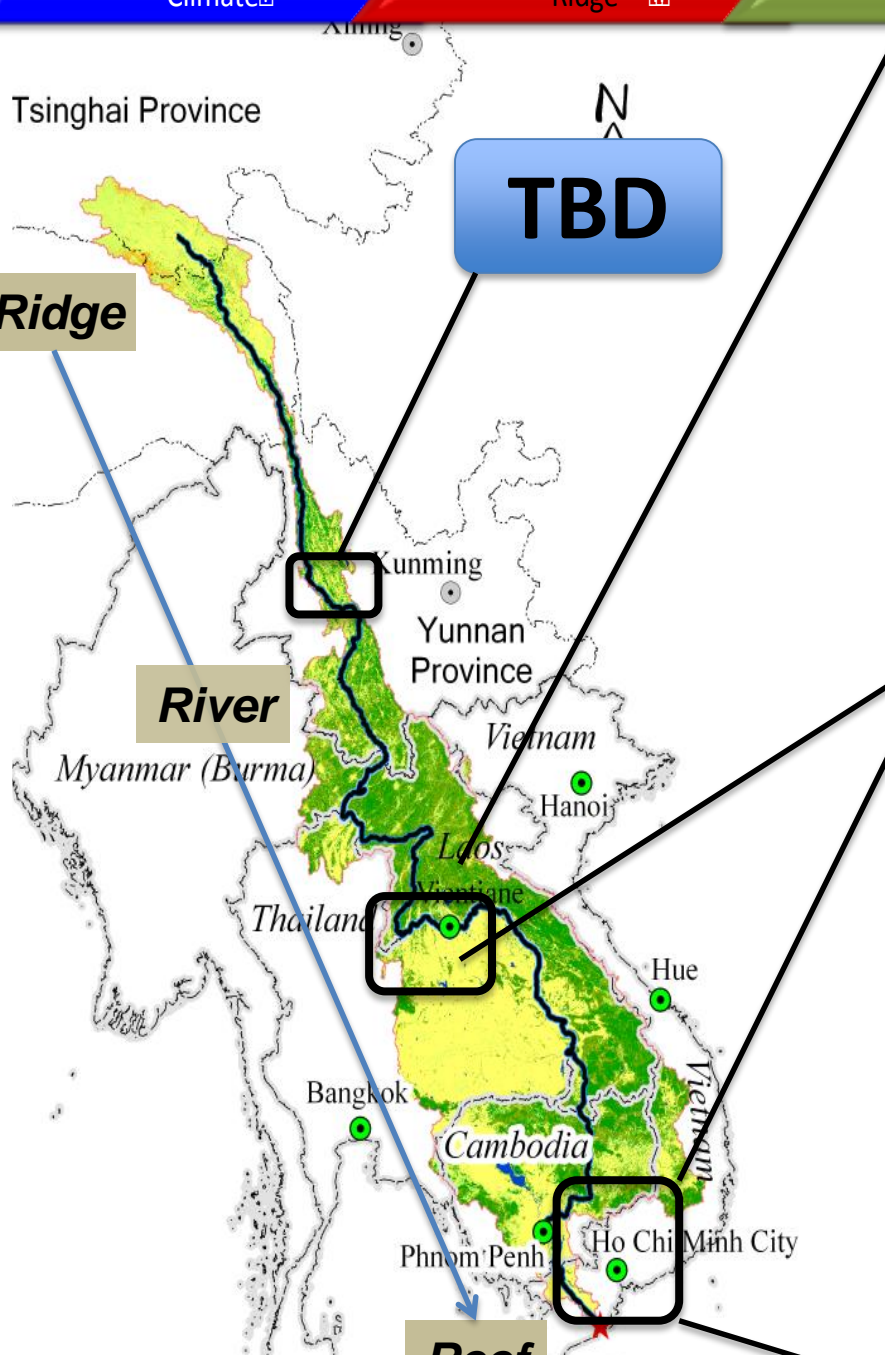 Climate
Ridge
Xining
Tsinghai Province
N
TBD
Ridge
Kunming
Yunnan
Province
River
Vietnam
Myanmar (Burma)
Hanoi
Laos
Vientiane
Thailand
Hue
Bangkok
Vietnam
Cambodia
Phnom Penh
Ho Chi Minh City
Reef